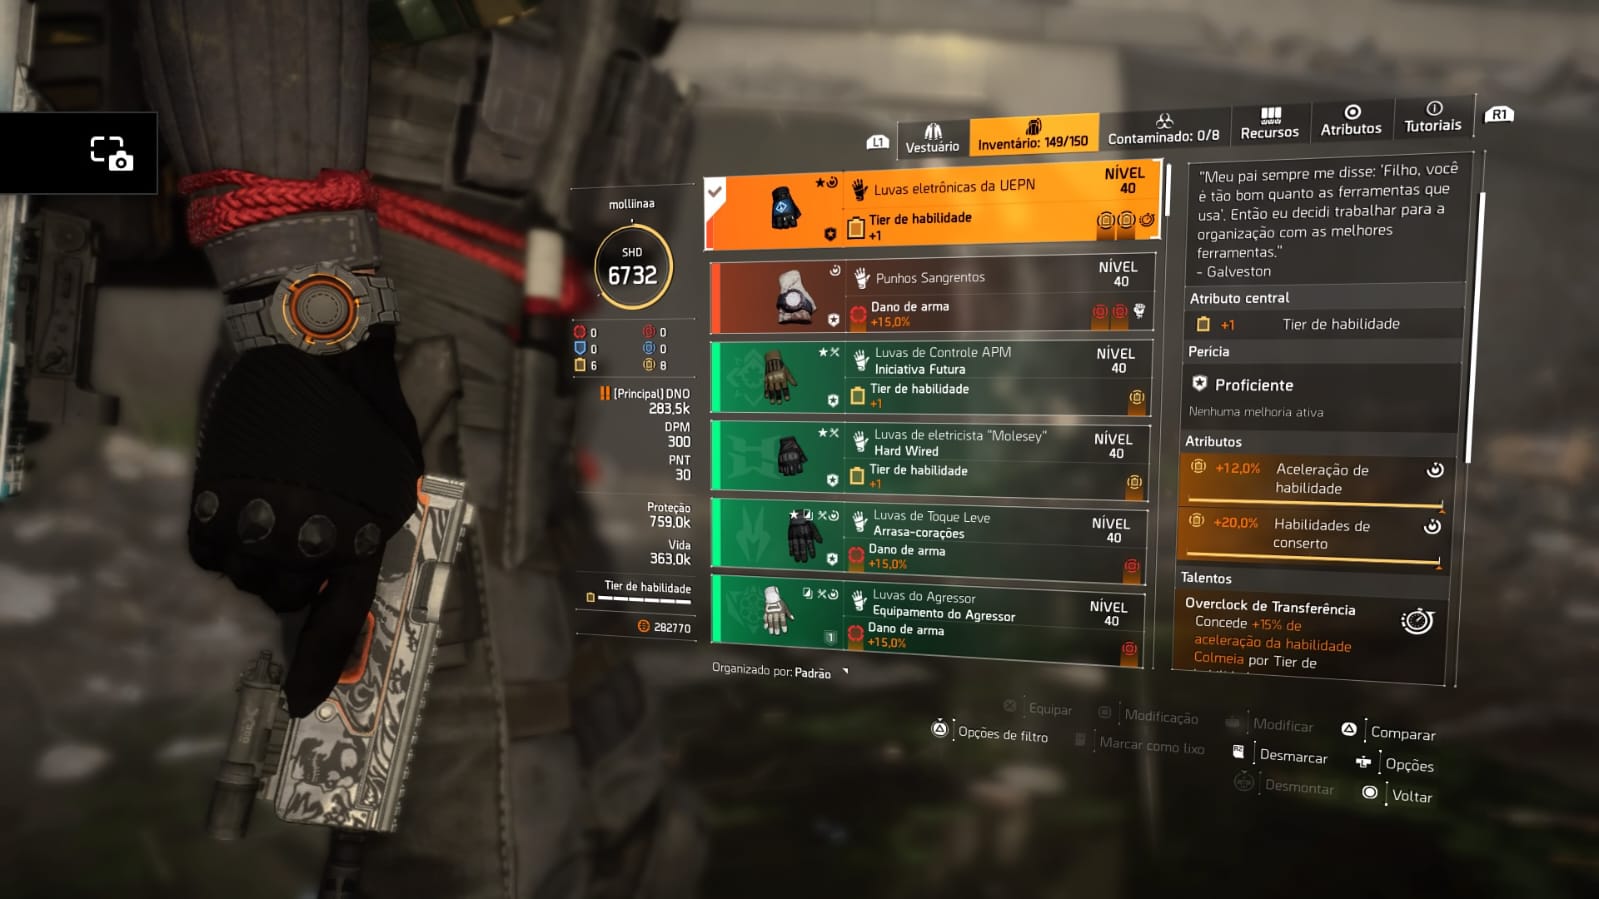 L1
Vestuário
Inventário: 149/150
Contaminado: 0/8
Recursos
Atributos
Tutoriais
R1
molliinaa
SHD
6732
0 0
0 0
6 8
[Principal] DNO
283,5k
DPM
300
PNT
30
Proteção
759,0k
Vida
363,0k
Tier de habilidade
282770
Luvas eletrônicas da UEPN
NÍVEL
40
Tier de habilidade
+1
Punhos Sangrentos
NÍVEL
40
Dano de arma
+15,0%
Luvas de Controle APM
Iniciativa Futura
NÍVEL
40
Tier de habilidade
+1
Luvas de eletricista "Molesey"
Hard Wired
NÍVEL
40
Tier de habilidade
+1
Luvas de Toque Leve
Arrasa-corações
NÍVEL
40
Dano de arma
+15,0%
1
Luvas do Agressor
Equipamento do Agressor
NÍVEL
40
Dano de arma
+15,0%
Organizado por: Padrão
"Meu pai sempre me disse: 'Filho, você
é tão bom quanto as ferramentas que
usa'. Então eu decidi trabalhar para a
organização com as melhores
ferramentas."
- Galveston
Atributo central
+1 Tier de habilidade
Perícia
Proficiente
Nenhuma melhoria ativa
Atributos
+12,0% Aceleração de
habilidade
+20,0% Habilidades de
conserto
Talentos
Overclock de Transferência
Concede +15% de
aceleração da habilidade
Colmeia por Tier de
Equipar
Modificação
Modificar
Comparar
Opções de filtro
Marcar como lixo
R2
Desmarcar
Opções
Desmontar
Voltar